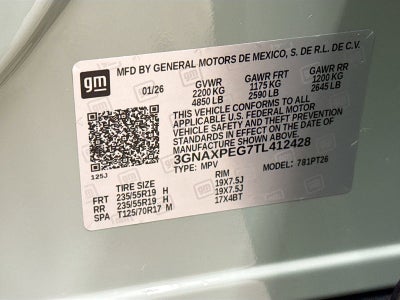 gm
MFD BY GENERAL MOTORS DE MEXICO, S. DE R.L. DE C.V.
01/26 GVWR GAWR FRT GAWR RR
2200 KG 1175 KG 1200 KG
4850 LB 2590 LB 2645 LB
THIS VEHICLE CONFORMS TO ALL
APPLICABLE U.S. FEDERAL MOTOR
VEHICLE SAFETY AND THEFT PREVENTION
STANDARDS IN EFFECT ON THE DATE OF
MANUFACTURE SHOWN ABOVE.
3GNAXPEG7TL412428
TYPE: MPV MODEL: 781PT26
125J
TIRE SIZE RIM
FRT 235/55R19 H 19X7.5J
RR 235/55R19 H 19X7.5J
SPA T125/70R17 M 17X4BT